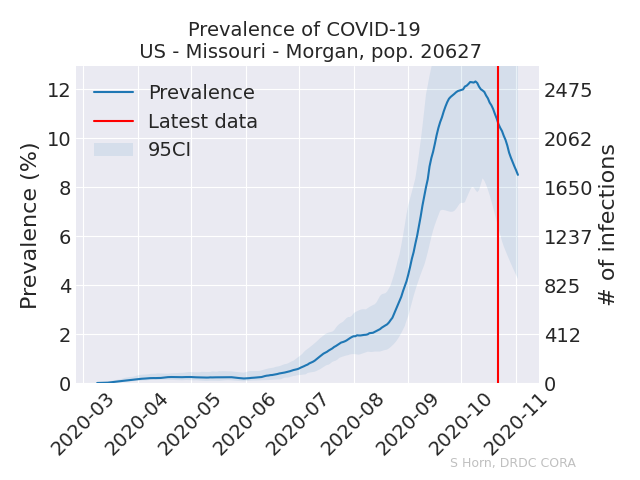 Prevalence of COVID-19
US - Missouri - Morgan, pop. 20627
Prevalence
Latest data
95CI
Prevalence (%)
12
10
8
6
4
2
0
2475
2062
1650
1237
825
412
0
# of infections
2020-03
2020-04
2020-05
2020-06
2020-07
2020-08
2020-09
2020-10
2020-11
S Horn, DRDC CORA